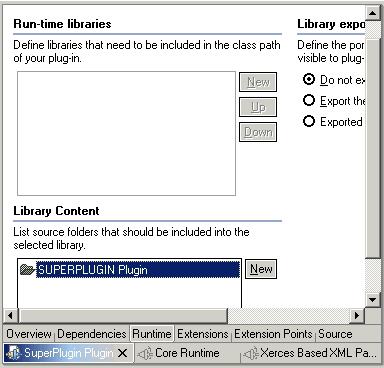 Run-time libraries
Define libraries that need to be included in the class path
of your plug-in.
New
Up
Down
Library expo
Define the por
visible to plug-
Do not ex
Export the
Exported
Library Content
List source folders that should be included into the
selected library.
SUPERPLUGIN Plugin
New
Overview Dependencies Runtime Extensions Extension Points Source
SuperPlugin Plugin Core Runtime Xerces Based XML Pa...